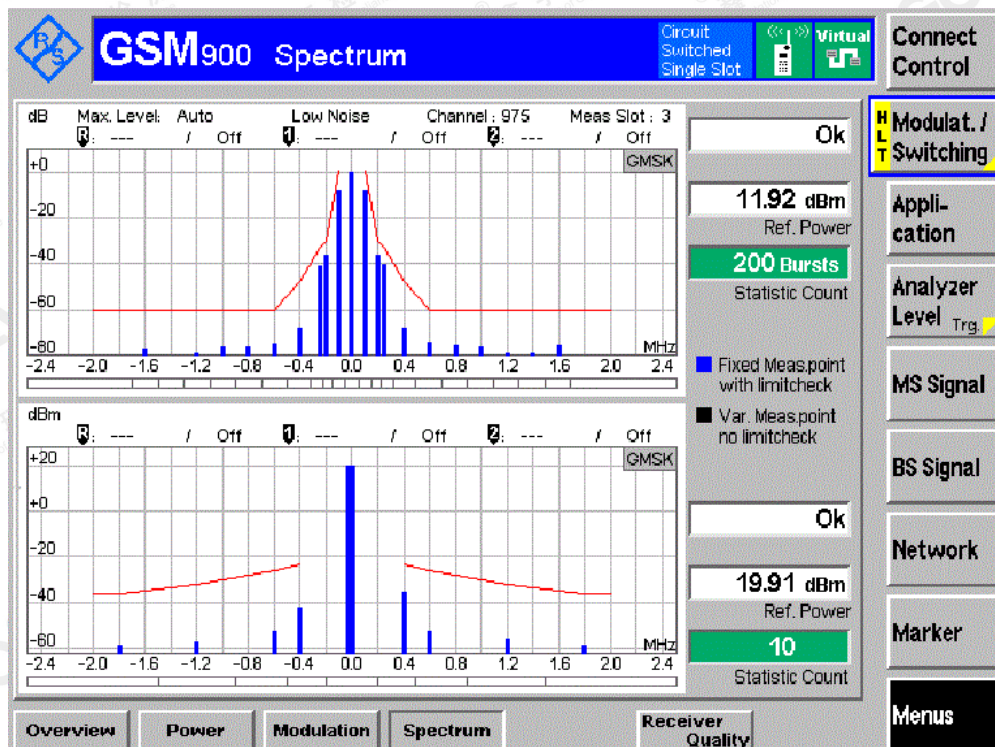 R/S
GSM900 Spectrum
Circuit Switched Single Slot
Virtual
Connect Control
HLT
Modulat. / Switching
Appli- cation
Analyzer Level Trg.
MS Signal
BS Signal
Network
Marker
Menus
dB Max. Level: Auto Low Noise Channel : 975 Meas Slot : 3
R: --- / Off 1: --- / Off 2: --- / Off
GMSK
+0
-20
-40
-60
-80
MHz
-2.4 -2.0 -1.6 -1.2 -0.8 -0.4 0.0 0.4 0.8 1.2 1.6 2.0 2.4
Ok
11.92 dBm
Ref. Power
200 Bursts
Statistic Count
Fixed Meas.point
with limitcheck
Var. Meas.point
no limitcheck
dBm
R: --- / Off 1: --- / Off 2: --- / Off
GMSK
+20
+0
-20
-40
-60
MHz
-2.4 -2.0 -1.6 -1.2 -0.8 -0.4 0.0 0.4 0.8 1.2 1.6 2.0 2.4
Ok
19.91 dBm
Ref. Power
10
Statistic Count
Overview Power Modulation Spectrum Receiver Quality